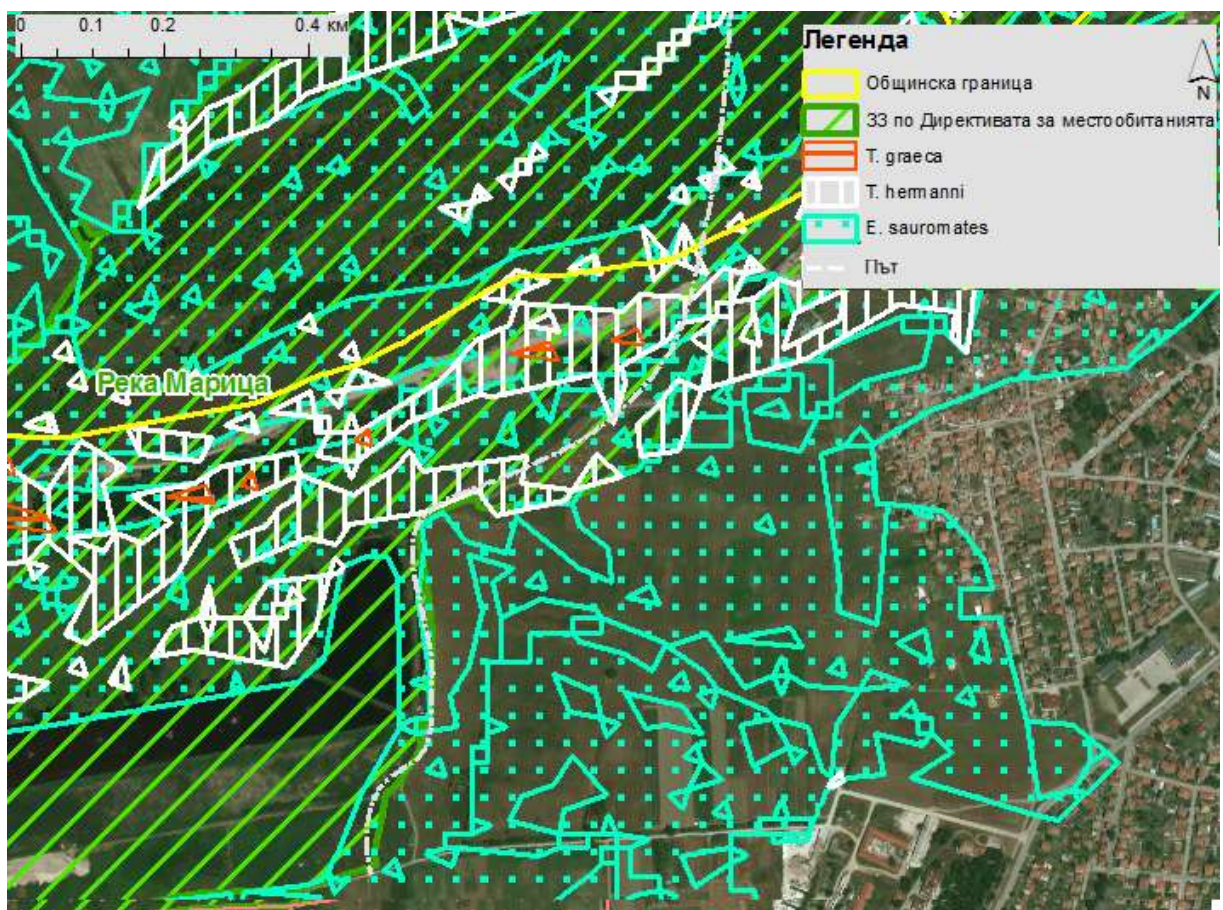 0 0.1 0.2 0.4 км
Легенда
Общинска граница
N
ЗЗ по Директивата за местообитанията
T. graeca
T. hermanni
E. sauromates
Път
Река Марица